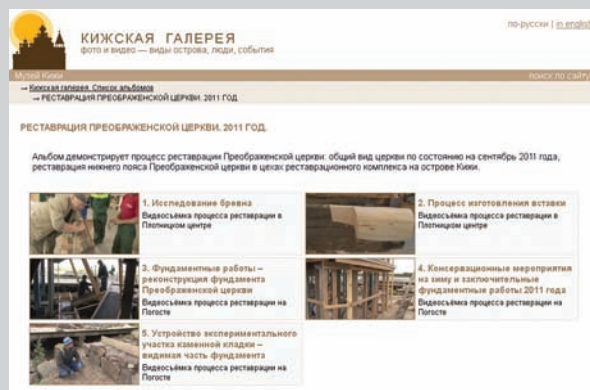 КИЖСКАЯ ГАЛЕРЕЯ
фото и видео — виды острова, люди, события
по-русски | in english
Музей Кижи
поиск по сайту
→ Кижская галерея. Список альбомов
→ РЕСТАВРАЦИЯ ПРЕОБРАЖЕНСКОЙ ЦЕРКВИ. 2011 ГОД.
РЕСТАВРАЦИЯ ПРЕОБРАЖЕНСКОЙ ЦЕРКВИ. 2011 ГОД.
Альбом демонстрирует процесс реставрации Преображенской церкви: общий вид церкви по состоянию на сентябрь 2011 года,
реставрация нижнего пояса Преображенской церкви в цехах реставрационного комплекса на острове Кижи.
1. Исследование бревна
Видеосъёмка процесса реставрации в
Плотницком центре
2. Процесс изготовления вставки
Видеосъёмка процесса реставрации в
Плотницком центре
3. Фундаментные работы –
реконструкция фундамента
Преображенской церкви
Видеосъёмка процесса реставрации на
Погосте
4. Консервационные мероприятия
на зиму и заключительные
фундаментные работы 2011 года
Видеосъёмка процесса реставрации на
Погосте
5. Устройство экспериментального
участка каменной кладки –
видимая часть фундамента
Видеосъёмка процесса реставрации на
Погосте